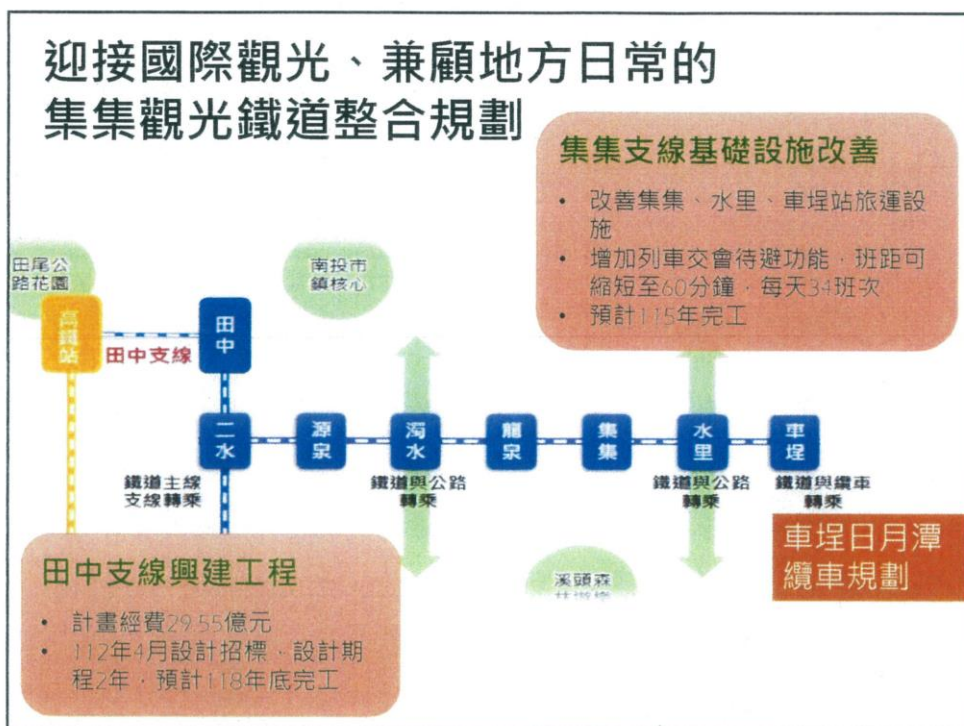 迎接國際觀光、兼顧地方日常的
集集觀光鐵道整合規劃
集集支線基礎設施改善
• 改善集集、水里、車埕站旅運設
施
• 增加列車交會待避功能，班距可
縮短至60分鐘，每天34班次
• 預計115年完工
田尾公
路花園
南投市
鎮核心
高鐵站
田中支線
田中
二水
源泉
濁水
龍泉
集集
水里
車埕
鐵道主線
支線轉乘
鐵道與公路
轉乘
鐵道與公路
轉乘
鐵道與纜車
轉乘
車埕日月潭
纜車規劃
田中支線興建工程
• 計畫經費29.55億元
• 112年4月設計招標，設計期
程2年，預計118年底完工
溪頭森